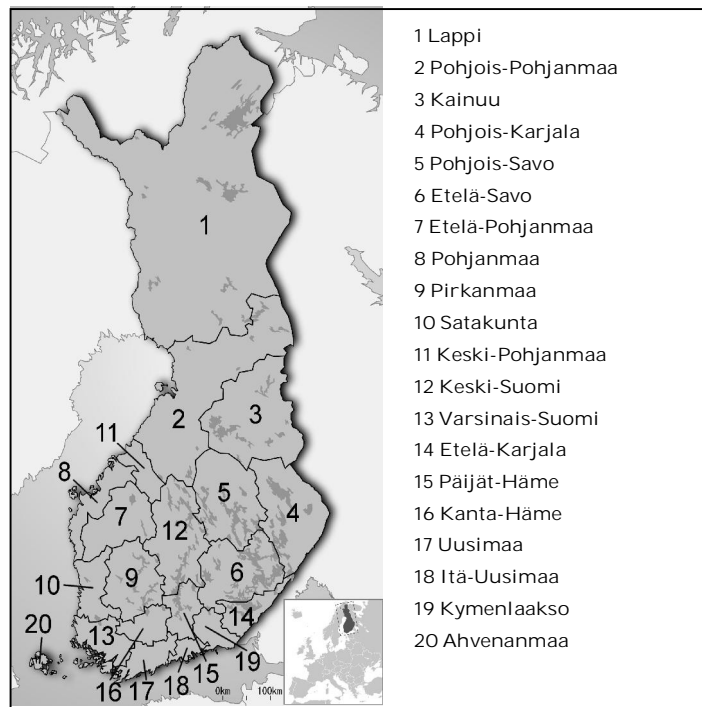 1 Lappi
2 Pohjois-Pohjanmaa
3 Kainuu
4 Pohjois-Karjala
5 Pohjois-Savo
6 Etelä-Savo
7 Etelä-Pohjanmaa
8 Pohjanmaa
9 Pirkanmaa
10 Satakunta
11 Keski-Pohjanmaa
12 Keski-Suomi
13 Varsinais-Suomi
14 Etelä-Karjala
15 Päijät-Häme
16 Kanta-Häme
17 Uusimaa
18 Itä-Uusimaa
19 Kymenlaakso
20 Ahvenanmaa
1
2
3
11
8
7
5
4
12
10
9
6
20
13
14
16
17
18
15
19
0km 100km